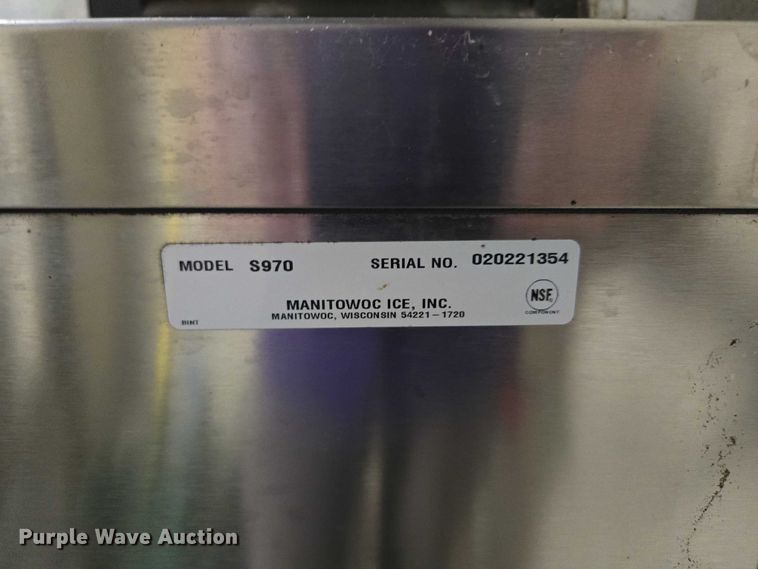 MODEL S970 SERIAL NO. 020221354
NSF
COMPONENT
MANITOWOC ICE, INC.
MANITOWOC, WISCONSIN 54221-1720
Purple Wave Auction